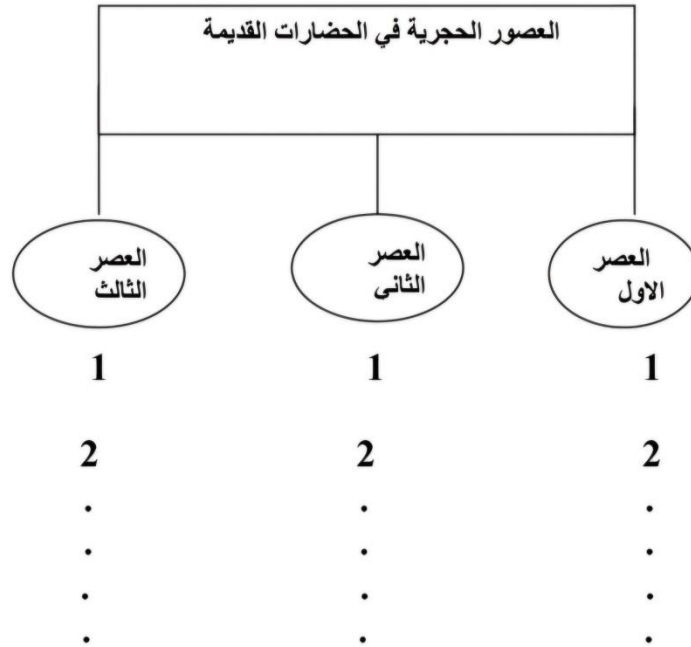 العصور الحجرية في الحضارات القديمة
العصر
الاول
العصر
الثانى
العصر
الثالث
1 1 1
2 2 2
. . .
. . .
. . .
. . .